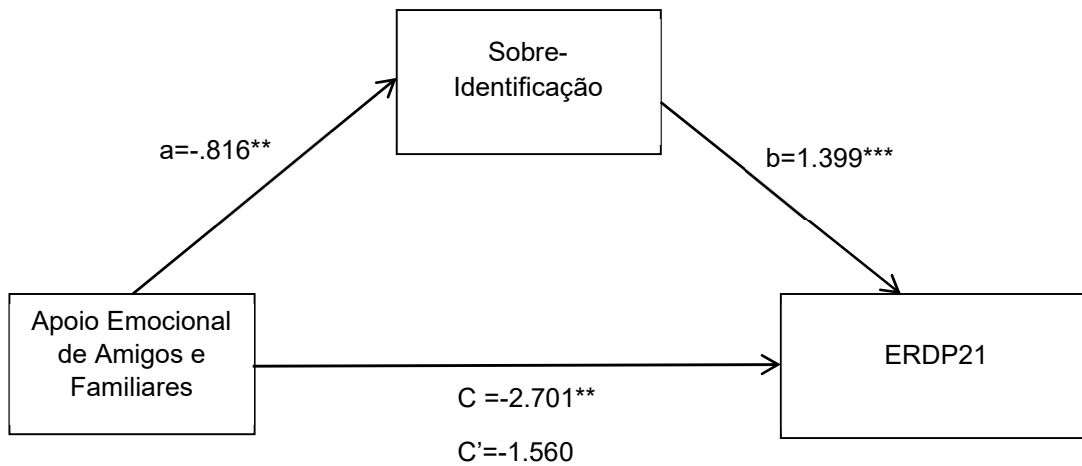 Sobre-
Identificação
a=-.816**
b=1.399***
Apoio Emocional
de Amigos e
Familiares
ERDP21
C =-2.701**
C’=-1.560